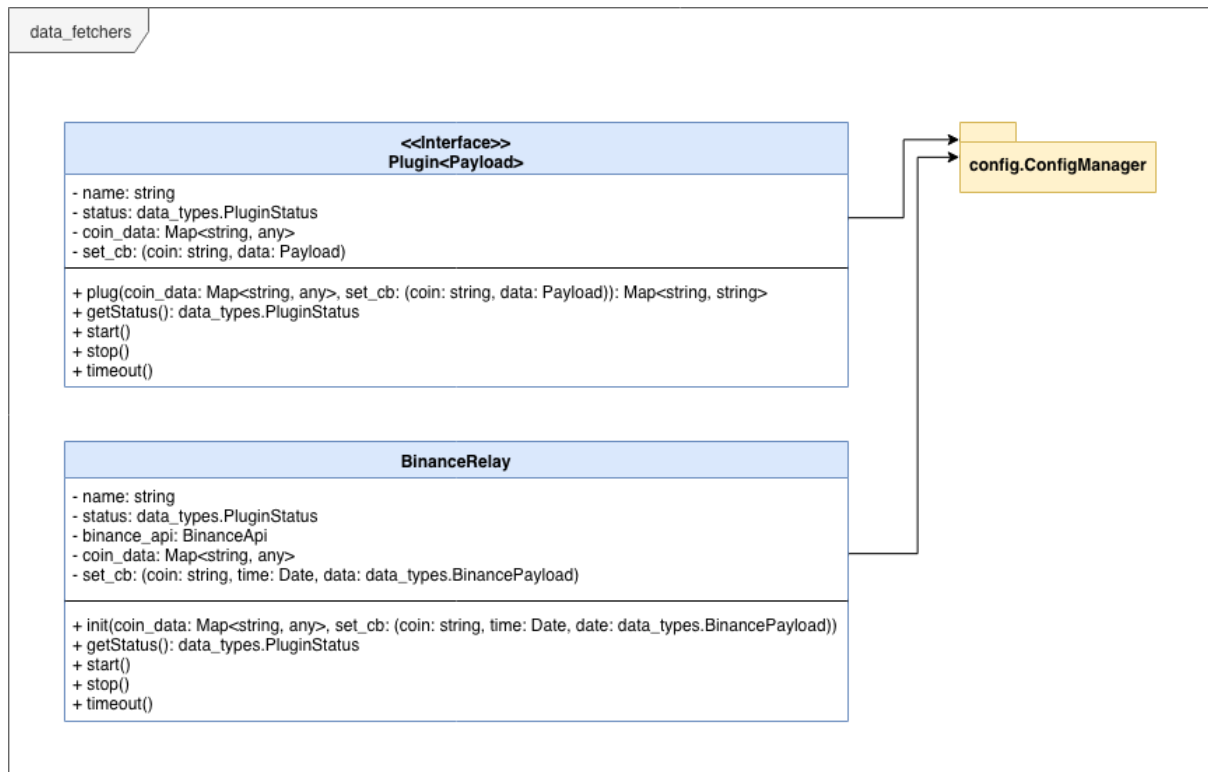 data_fetchers
<<Interface>>
Plugin<Payload>
- name: string
- status: data_types.PluginStatus
- coin_data: Map<string, any>
- set_cb: (coin: string, data: Payload)
+ plug(coin_data: Map<string, any>, set_cb: (coin: string, data: Payload)): Map<string, string>
+ getStatus(): data_types.PluginStatus
+ start()
+ stop()
+ timeout()
config.ConfigManager
BinanceRelay
- name: string
- status: data_types.PluginStatus
- binance_api: BinanceApi
- coin_data: Map<string, any>
- set_cb: (coin: string, time: Date, data: data_types.BinancePayload)
+ init(coin_data: Map<string, any>, set_cb: (coin: string, time: Date, date: data_types.BinancePayload))
+ getStatus(): data_types.PluginStatus
+ start()
+ stop()
+ timeout()